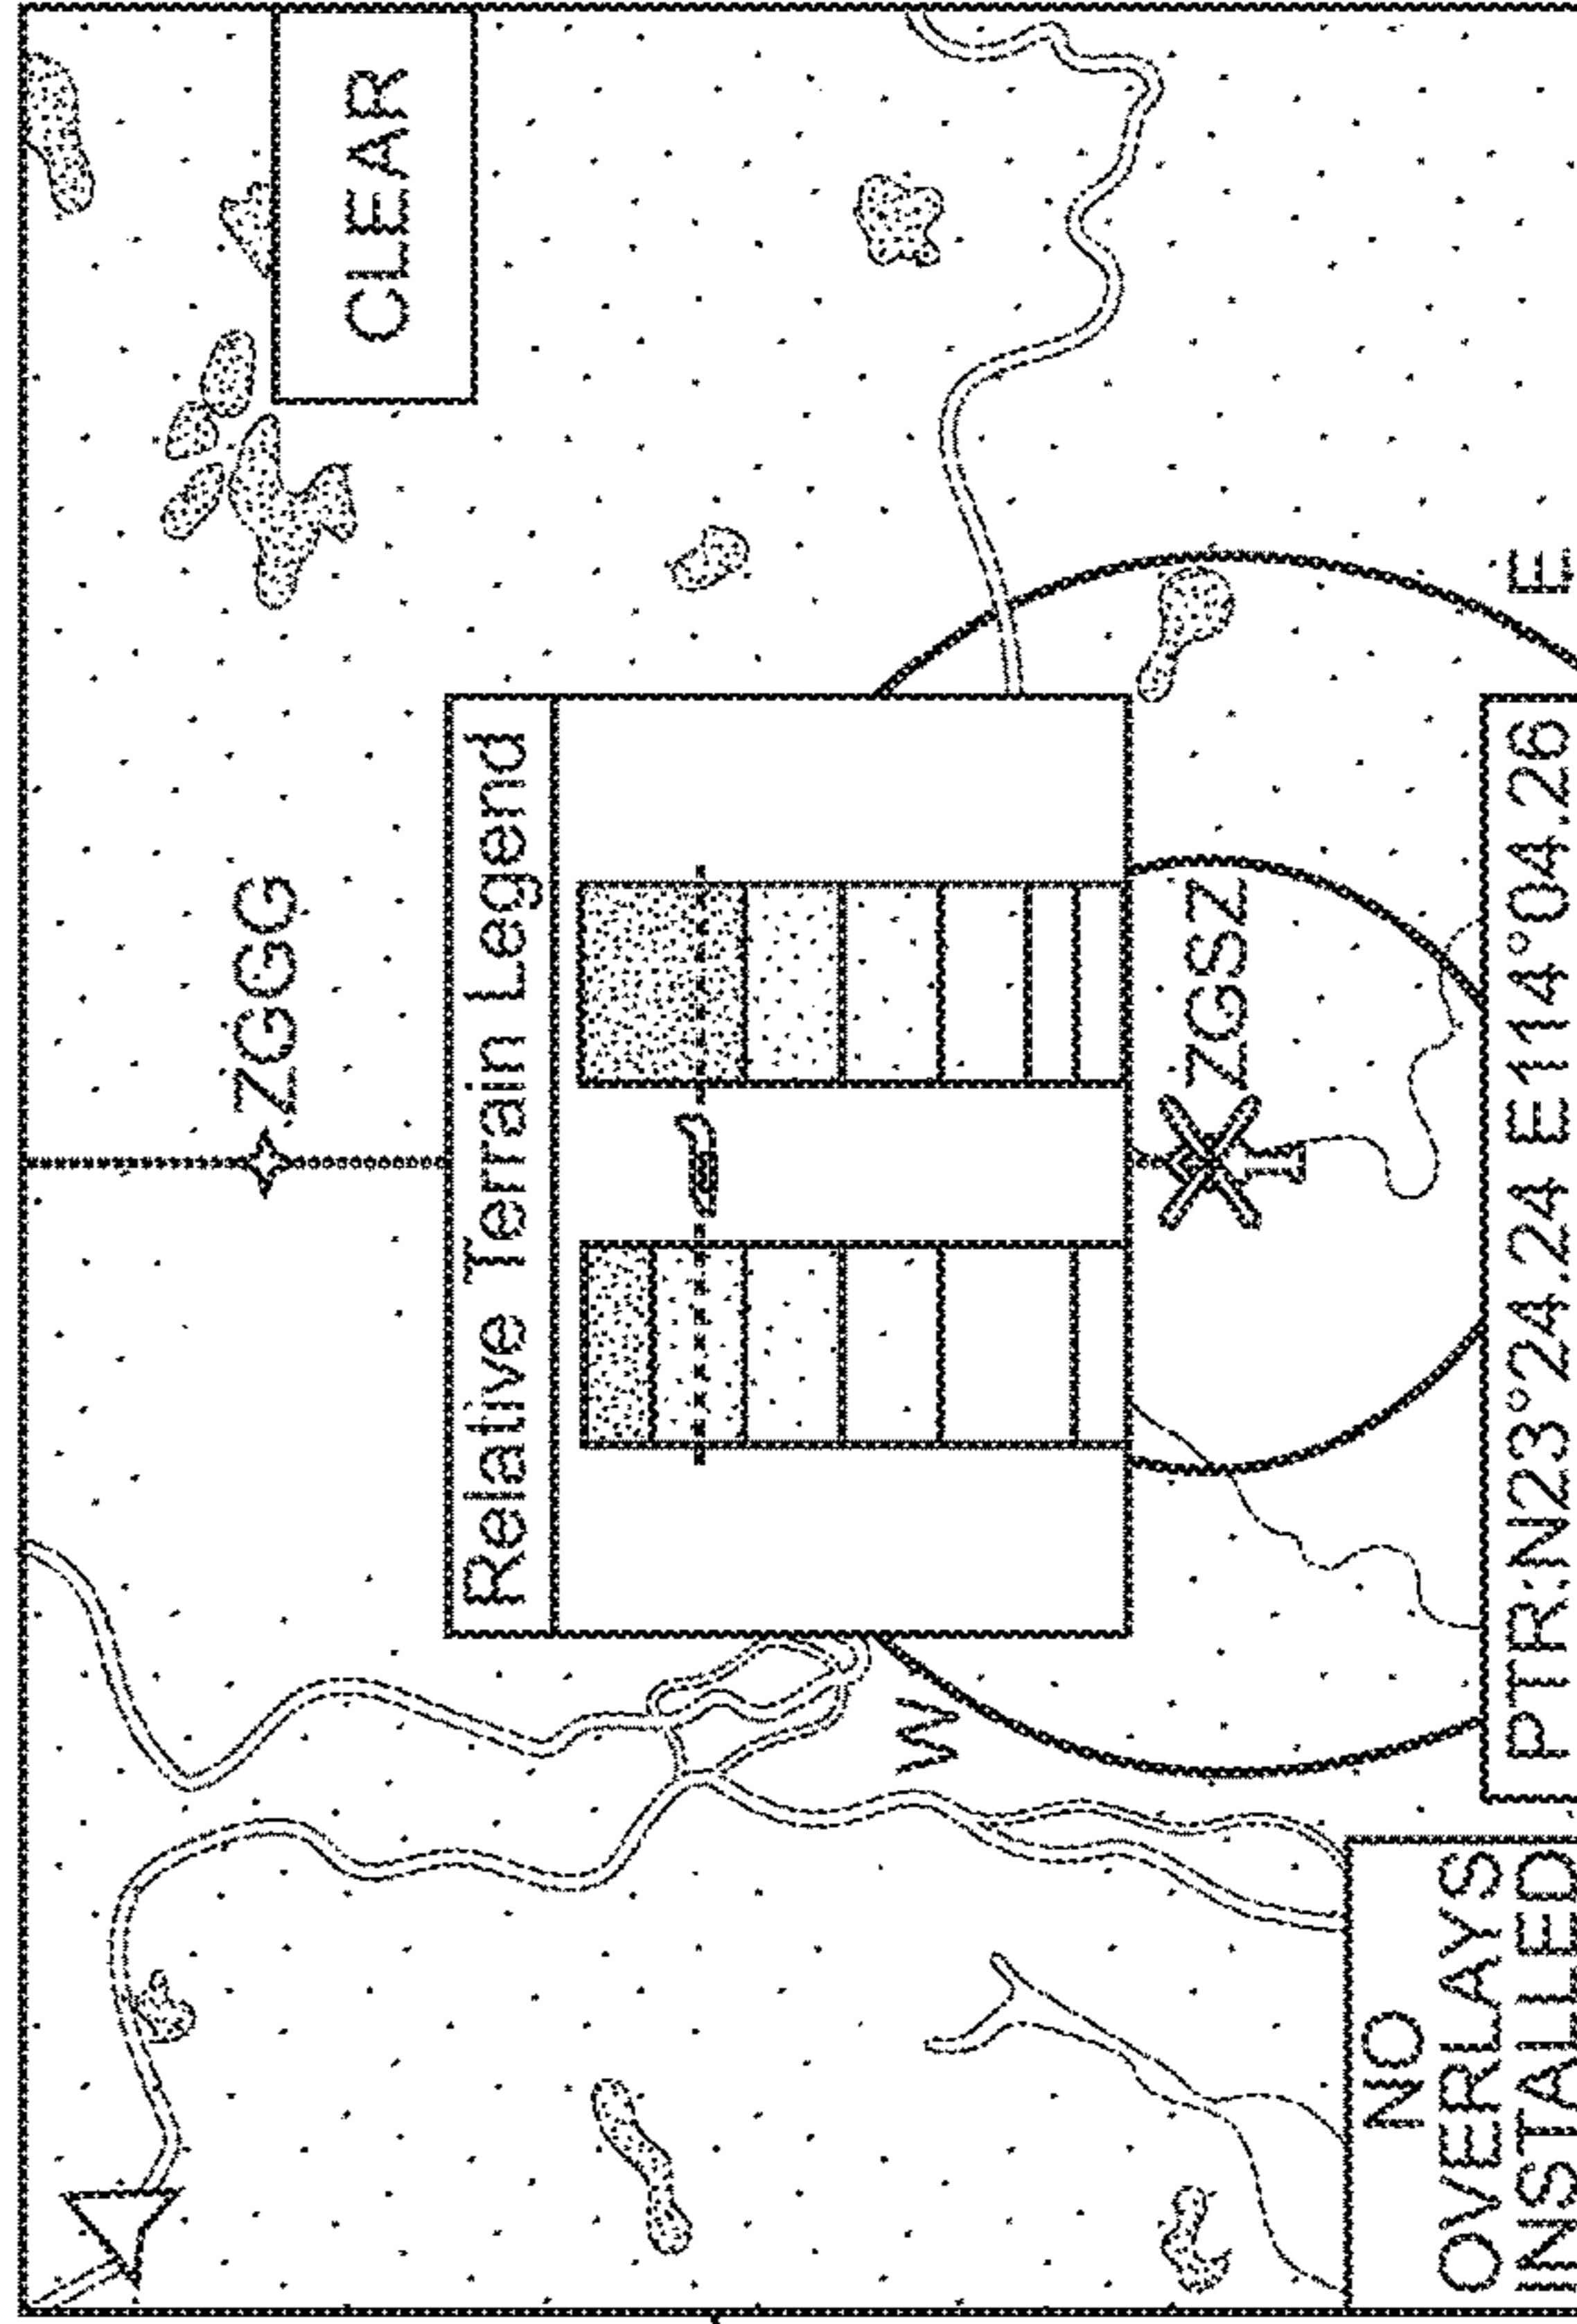 CLEAR
ZGGG
Relative Terrain Legend
ZGSZ
W
E
PTR:N23°24.24 E114°04.26
NO
OVERLAYS
INSTALLED